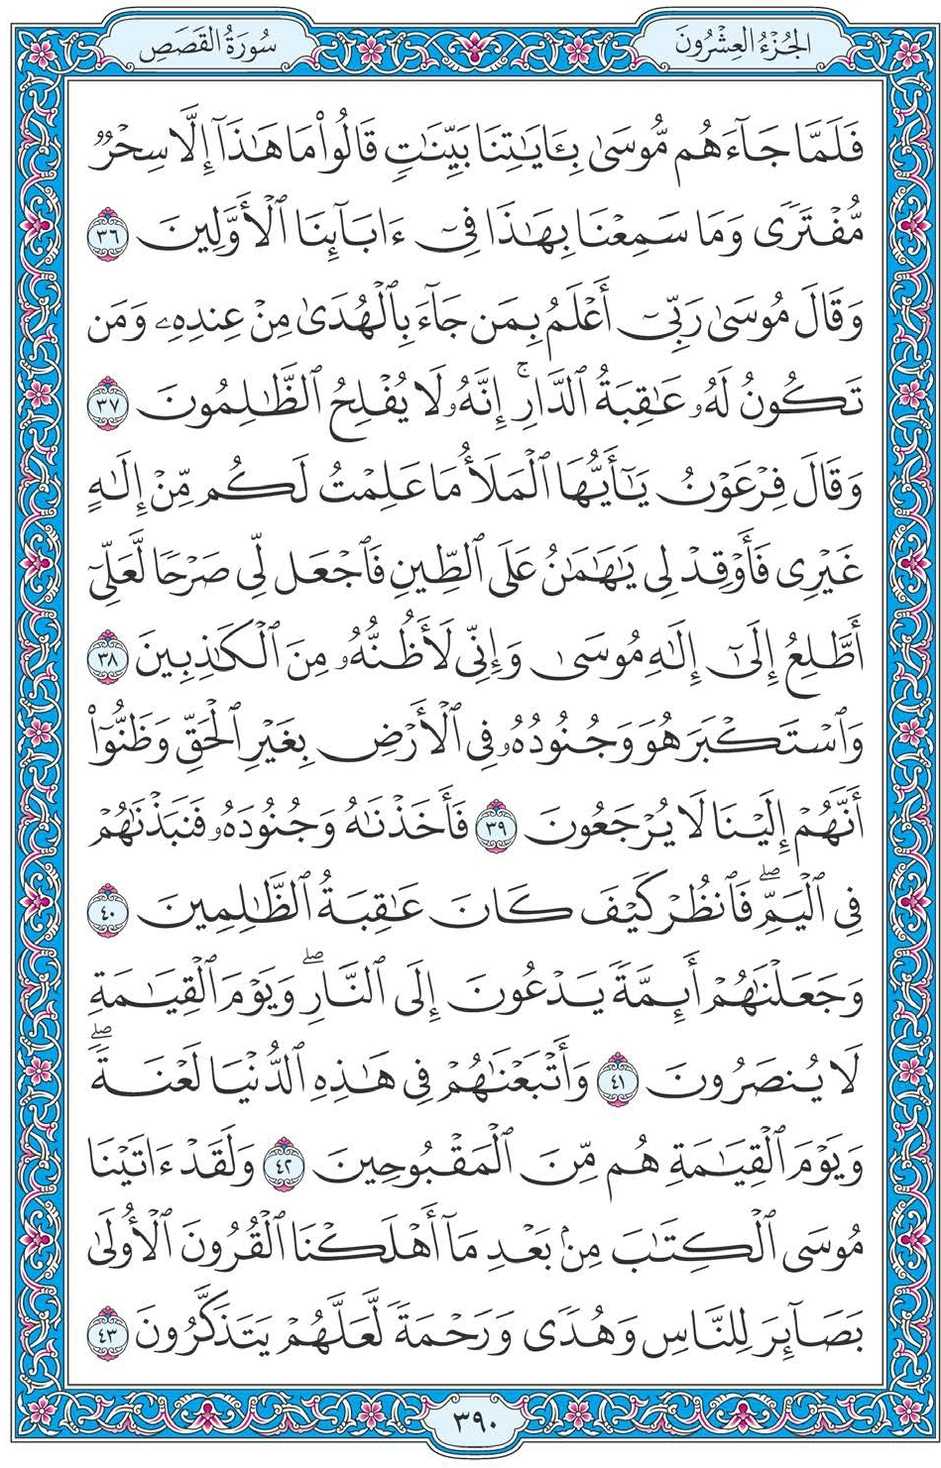 الجُزْءُ العِشْرُونَ
سُورَةُ القَصَصِ
فَلَمَّا جَآءَهُم مُّوسَىٰ بِـَٔايَٰتِنَا بَيِّنَٰتٖ قَالُواْ مَا هَٰذَآ إِلَّا سِحْرٞ
مُّفْتَرٗى وَمَا سَمِعْنَا بِهَٰذَا فِيٓ ءَابَآئِنَا ٱلْأَوَّلِينَ ٣٦
وَقَالَ مُوسَىٰ رَبِّيٓ أَعْلَمُ بِمَن جَآءَ بِٱلْهُدَىٰ مِنْ عِندِهِۦ وَمَن
تَكُونُ لَهُۥ عَٰقِبَةُ ٱلدَّارِۚ إِنَّهُۥ لَا يُفْلِحُ ٱلظَّٰلِمُونَ ٣٧
وَقَالَ فِرْعَوْنُ يَٰٓأَيُّهَا ٱلْمَلَأُ مَا عَلِمْتُ لَكُم مِّنْ إِلَٰهٍ
غَيْرِي فَأَوْقِدْ لِي يَٰهَٰمَٰنُ عَلَى ٱلطِّينِ فَٱجْعَل لِّي صَرْحٗا لَّعَلِّيٓ
أَطَّلِعُ إِلَىٰٓ إِلَٰهِ مُوسَىٰ وَإِنِّي لَأَظُنُّهُۥ مِنَ ٱلْكَٰذِبِينَ ٣٨
وَٱسْتَكْبَرَ هُوَ وَجُنُودُهُۥ فِي ٱلْأَرْضِ بِغَيْرِ ٱلْحَقِّ وَظَنُّوٓاْ
أَنَّهُمْ إِلَيْنَا لَا يُرْجَعُونَ ٣٩ فَأَخَذْنَٰهُ وَجُنُودَهُۥ فَنَبَذْنَٰهُمْ
فِي ٱلْيَمِّۖ فَٱنظُرْ كَيْفَ كَانَ عَٰقِبَةُ ٱلظَّٰلِمِينَ ٤٠
وَجَعَلْنَٰهُمْ أَئِمَّةٗ يَدْعُونَ إِلَى ٱلنَّارِۖ وَيَوْمَ ٱلْقِيَٰمَةِ
لَا يُنصَرُونَ ٤١ وَأَتْبَعْنَٰهُمْ فِي هَٰذِهِ ٱلدُّنْيَا لَعْنَةٗۖ
وَيَوْمَ ٱلْقِيَٰمَةِ هُم مِّنَ ٱلْمَقْبُوحِينَ ٤٢ وَلَقَدْ ءَاتَيْنَا
مُوسَى ٱلْكِتَٰبَ مِنۢ بَعْدِ مَآ أَهْلَكْنَا ٱلْقُرُونَ ٱلْأُولَىٰ
بَصَآئِرَ لِلنَّاسِ وَهُدٗى وَرَحْمَةٗ لَّعَلَّهُمْ يَتَذَكَّرُونَ ٤٣
٣٩٠